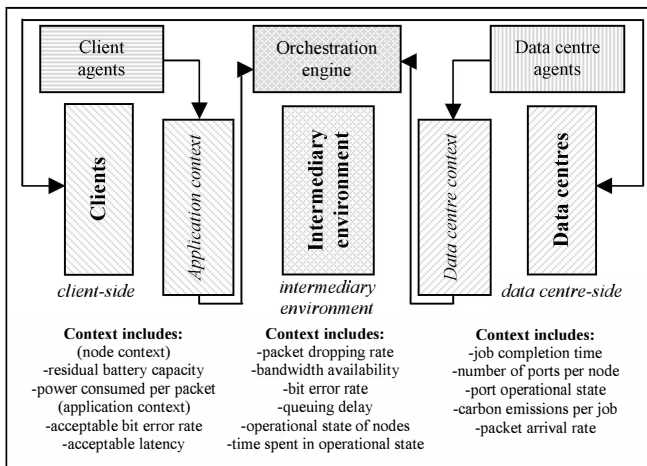 Client
agents
Orchestration
engine
Data centre
agents
Clients
Application context
Intermediary
environment
Data centre context
Data centres
client-side
intermediary
environment
data centre-side
Context includes:
(node context)
-residual battery capacity
-power consumed per packet
(application context)
-acceptable bit error rate
-acceptable latency
Context includes:
-packet dropping rate
-bandwidth availability
-bit error rate
-queuing delay
-operational state of nodes
-time spent in operational state
Context includes:
-job completion time
-number of ports per node
-port operational state
-carbon emissions per job
-packet arrival rate